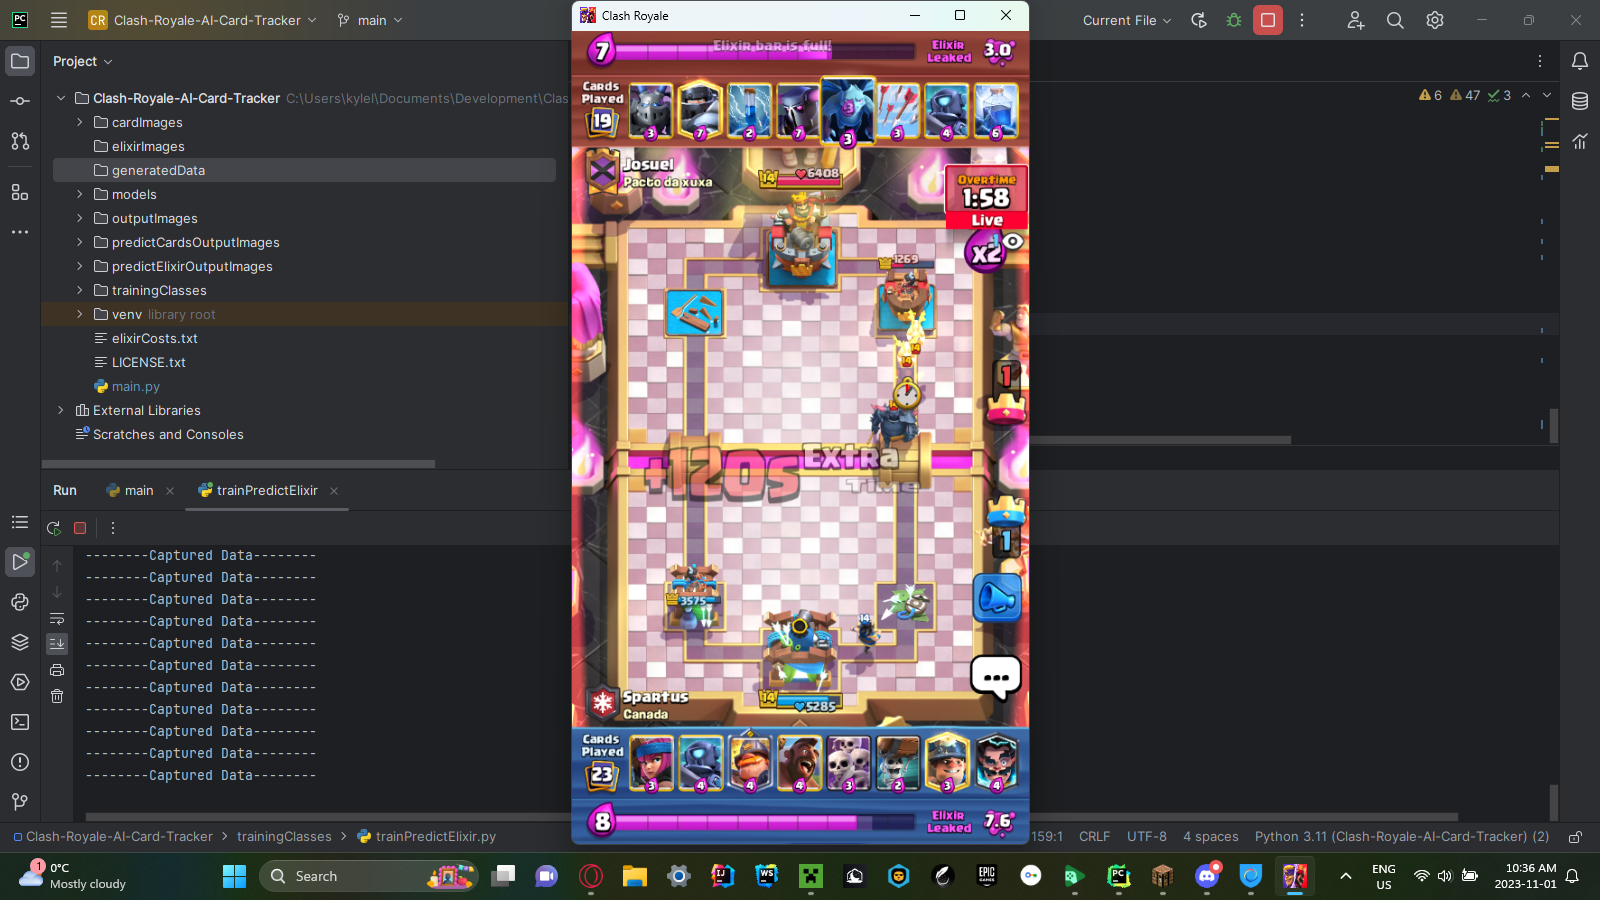 PC
CR Clash-Royale-AI-Card-Tracker
main
Clash Royale
Current File
Project
Clash-Royale-AI-Card-Tracker C:\Users\kylel\Documents\Development\Clas
cardImages
elixirImages
generatedData
models
outputImages
predictCardsOutputImages
predictElixirOutputImages
trainingClasses
venv library root
elixirCosts.txt
LICENSE.txt
main.py
External Libraries
Scratches and Consoles
6 47 3
7 Elixir bar is full! Elixir Leaked 3.0
Cards Played
19
3 7 2 7 3 3 4 6
Josuel
Pacto da xuxa
14 6408
Overtime
1:58
Live
x2
1269
14
14
1
+120s Extra Time
1
3575
14
Spartus
Canada
14 5285
Cards Played
23
3 4 4 4 3 2 3 4
8 Elixir Leaked 7.6
Run main trainPredictElixir
--------Captured Data--------
--------Captured Data--------
--------Captured Data--------
--------Captured Data--------
--------Captured Data--------
--------Captured Data--------
--------Captured Data--------
--------Captured Data--------
--------Captured Data--------
--------Captured Data--------
--------Captured Data--------
Clash-Royale-AI-Card-Tracker > trainingClasses > trainPredictElixir.py
159:1 CRLF UTF-8 4 spaces Python 3.11 (Clash-Royale-AI-Card-Tracker) (2)
1
0°C
Mostly cloudy
Search
IJ
WS
EPIC GAMES
PC
ENG
US
10:36 AM
2023-11-01